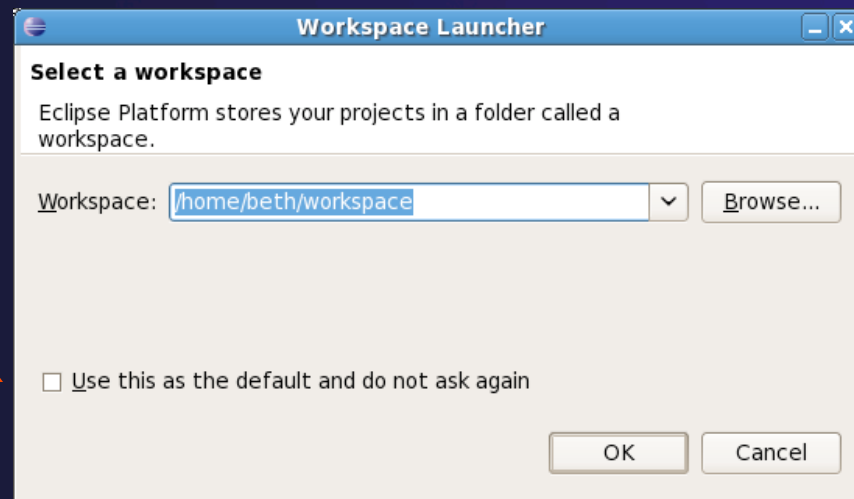 Workspace Launcher
Select a workspace
Eclipse Platform stores your projects in a folder called a
workspace.
Workspace: /home/beth/workspace Browse...
Use this as the default and do not ask again
OK Cancel